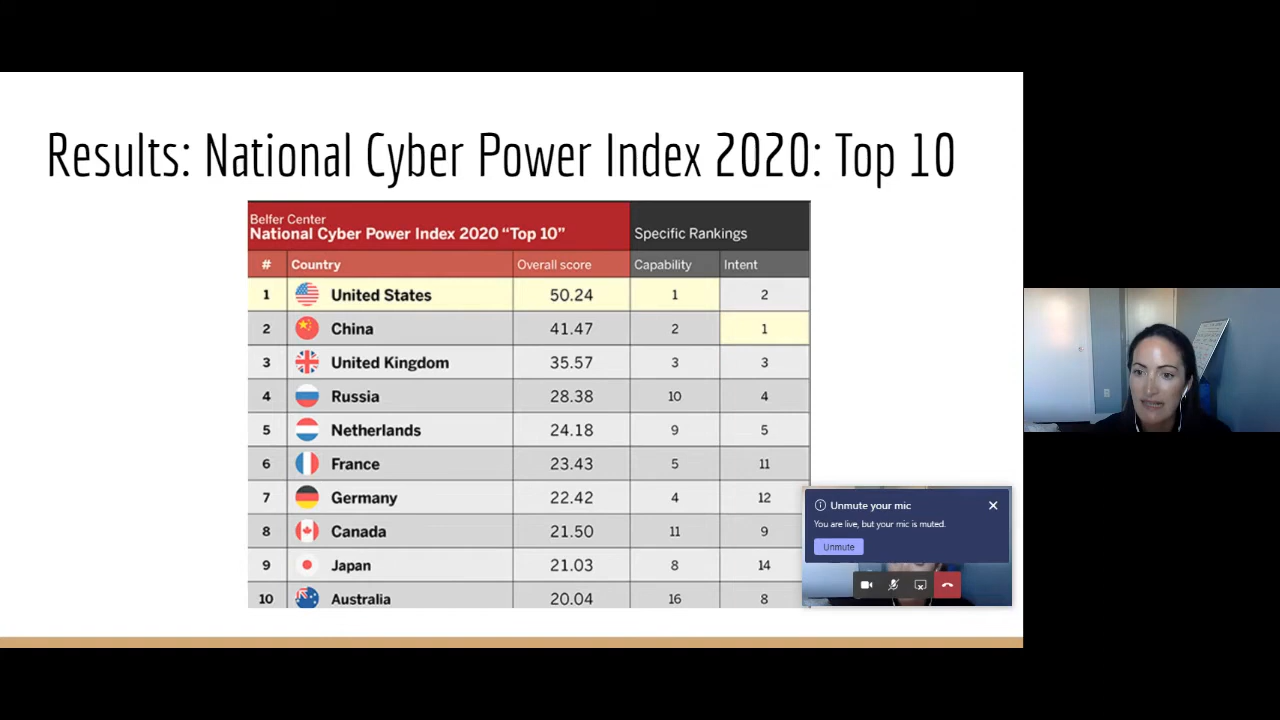 Results: National Cyber Power Index 2020: Top 10
Belfer Center
National Cyber Power Index 2020 “Top 10”
Specific Rankings
# Country Overall score Capability Intent
1 United States 50.24 1 2
2 China 41.47 2 1
3 United Kingdom 35.57 3 3
4 Russia 28.38 10 4
5 Netherlands 24.18 9 5
6 France 23.43 5 11
7 Germany 22.42 4 12
8 Canada 21.50 11 9
9 Japan 21.03 8 14
10 Australia 20.04 16 8
Unmute your mic
You are live, but your mic is muted.
Unmute